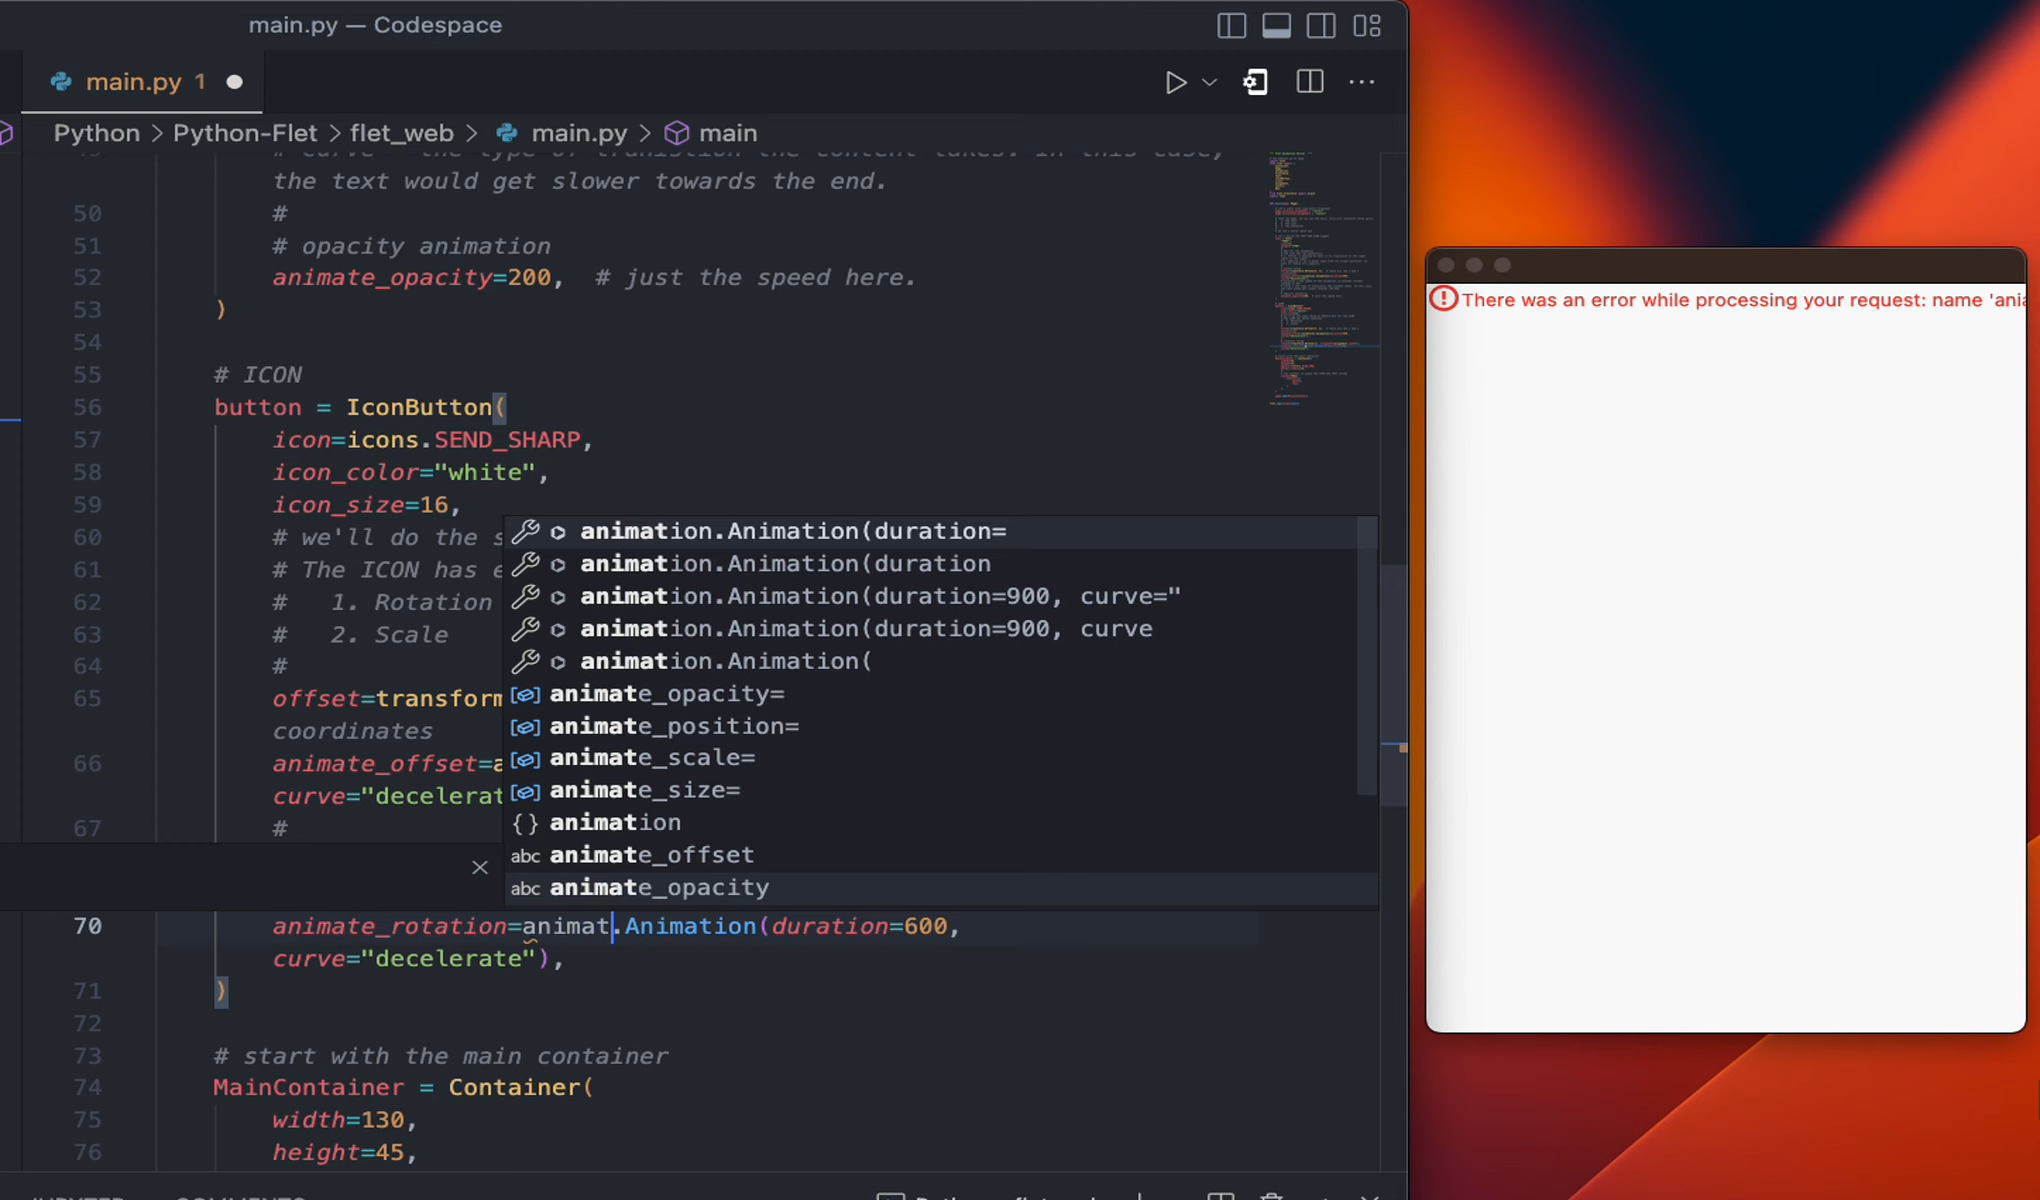 main.py — Codespace
main.py 1
Python > Python-Flet > flet_web > main.py > main
the text would get slower towards the end.
50 #
51 # opacity animation
52 animate_opacity=200, # just the speed here.
53 )
54
55 # ICON
56 button = IconButton(
57 icon=icons.SEND_SHARP,
58 icon_color="white",
59 icon_size=16,
60 # we'll do the s
61 # The ICON has e
62 # 1. Rotation
63 # 2. Scale
64 #
65 offset=transform
coordinates
66 animate_offset=a
curve="decelerat
67 #
animation.Animation(duration=
animation.Animation(duration
animation.Animation(duration=900, curve="
animation.Animation(duration=900, curve
animation.Animation(
animate_opacity=
animate_position=
animate_scale=
animate_size=
{} animation
abc animate_offset
abc animate_opacity
70 animate_rotation=animat.Animation(duration=600,
curve="decelerate"),
71 )
72
73 # start with the main container
74 MainContainer = Container(
75 width=130,
76 height=45,
There was an error while processing your request: name 'ania